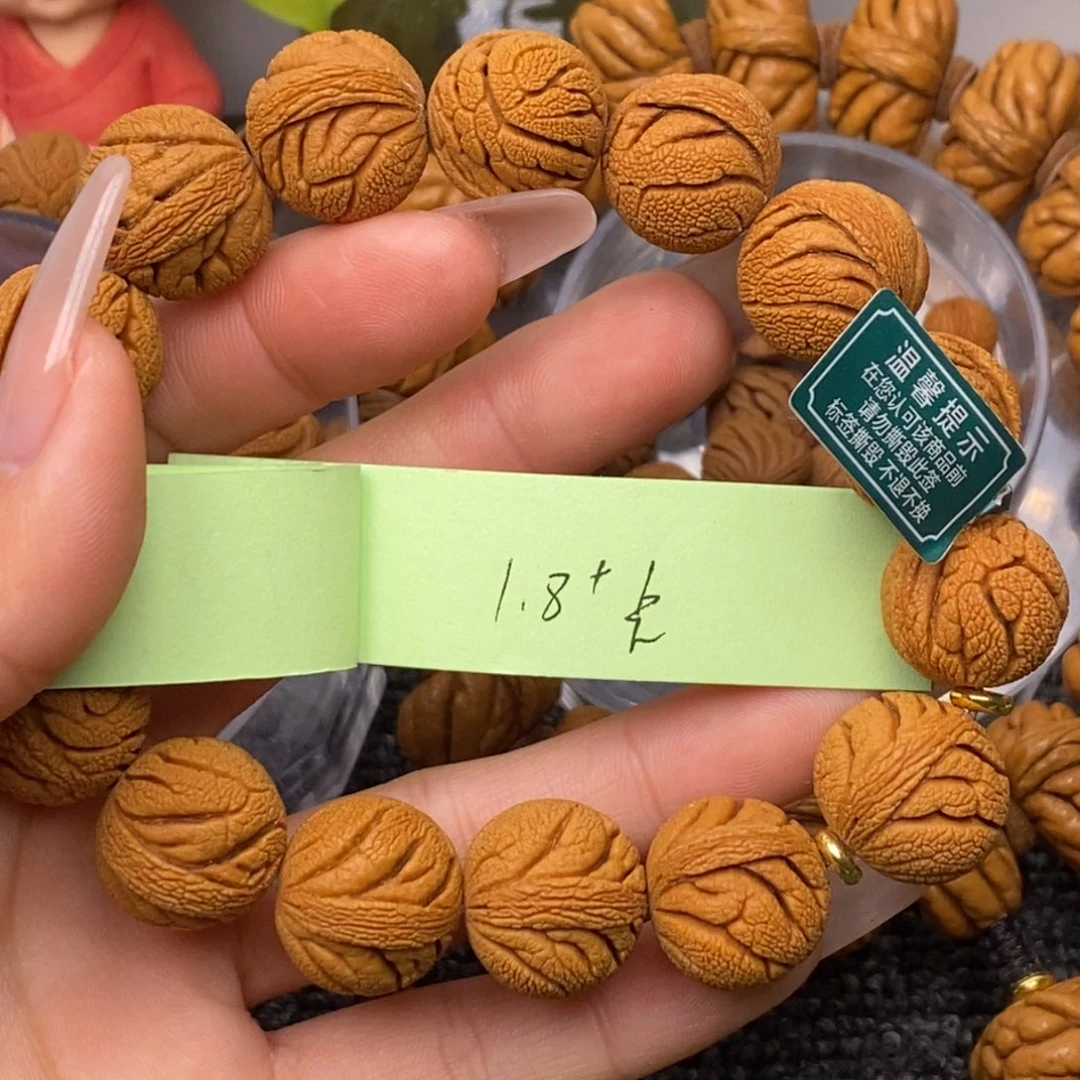 温馨提示
在您认可该商品前
请勿撕毁此签
标签撕毁 不退不换
1.8+